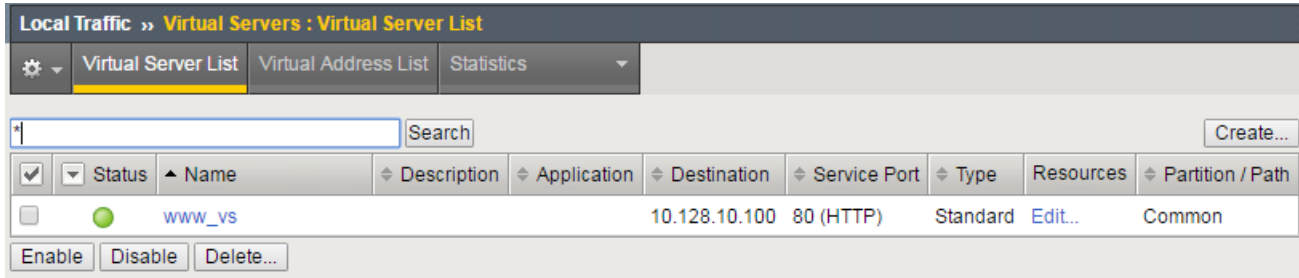 Local Traffic ›› Virtual Servers : Virtual Server List
Virtual Server List Virtual Address List Statistics
* Search Create...
Status Name Description Application Destination Service Port Type Resources Partition / Path
www_vs 10.128.10.100 80 (HTTP) Standard Edit... Common
Enable Disable Delete...